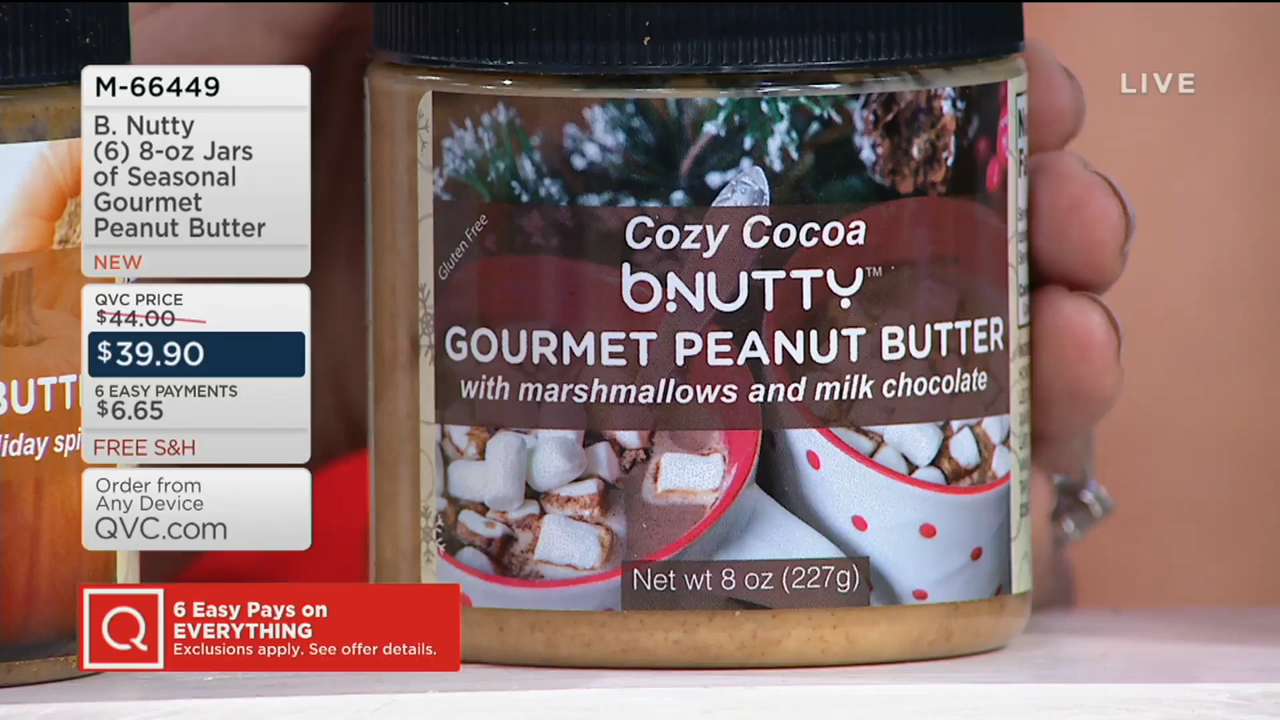 M-66449
B. Nutty
(6) 8-oz Jars
of Seasonal
Gourmet
Peanut Butter
NEW
QVC PRICE
$44.00
$39.90
6 EASY PAYMENTS
$6.65
FREE S&H
Order from
Any Device
QVC.com
Q
6 Easy Pays on
EVERYTHING
Exclusions apply. See offer details.
LIVE
Gluten Free
Cozy Cocoa
bNUTTY™
GOURMET PEANUT BUTTER
with marshmallows and milk chocolate
Net wt 8 oz (227g)